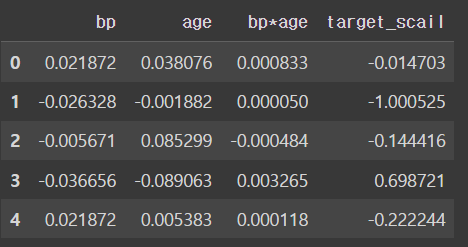 bp age bp*age target_scail
0 0.021872 0.038076 0.000833 -0.014703
1 -0.026328 -0.001882 0.000050 -1.000525
2 -0.005671 0.085299 -0.000484 -0.144416
3 -0.036656 -0.089063 0.003265 0.698721
4 0.021872 0.005383 0.000118 -0.222244